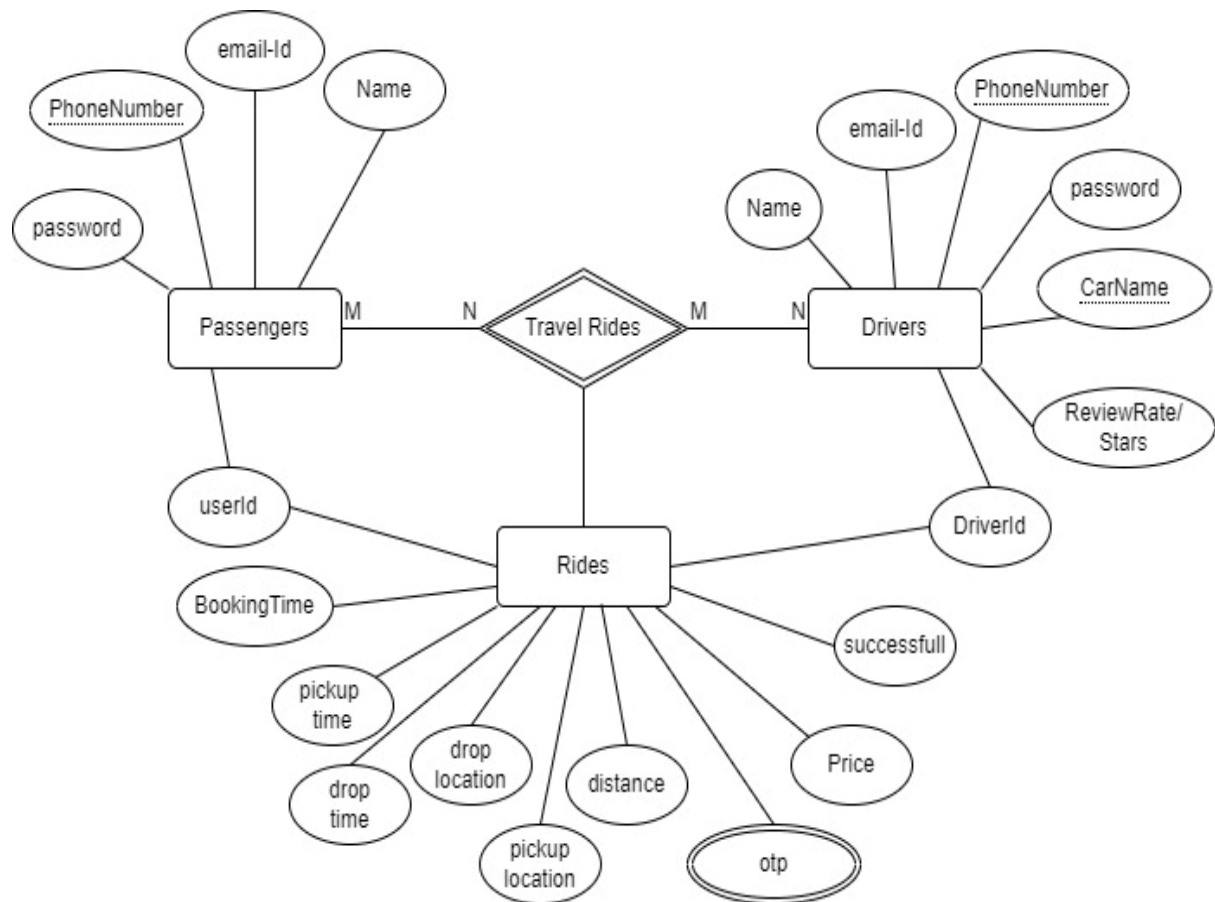 email-Id
Name
PhoneNumber
password
PhoneNumber
email-Id
password
Name
CarName
Passengers
M
N
Travel Rides
M
N
Drivers
ReviewRate/
Stars
userId
DriverId
Rides
BookingTime
successfull
pickup
time
drop
location
drop
time
distance
Price
pickup
location
otp